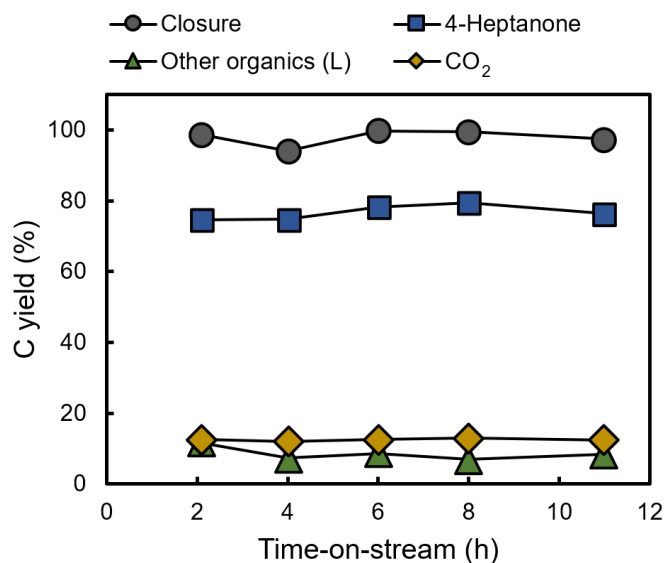 Closure
4-Heptanone
Other organics (L)
CO₂
C yield (%)
100
80
60
40
20
0
0 2 4 6 8 10 12
Time-on-stream (h)